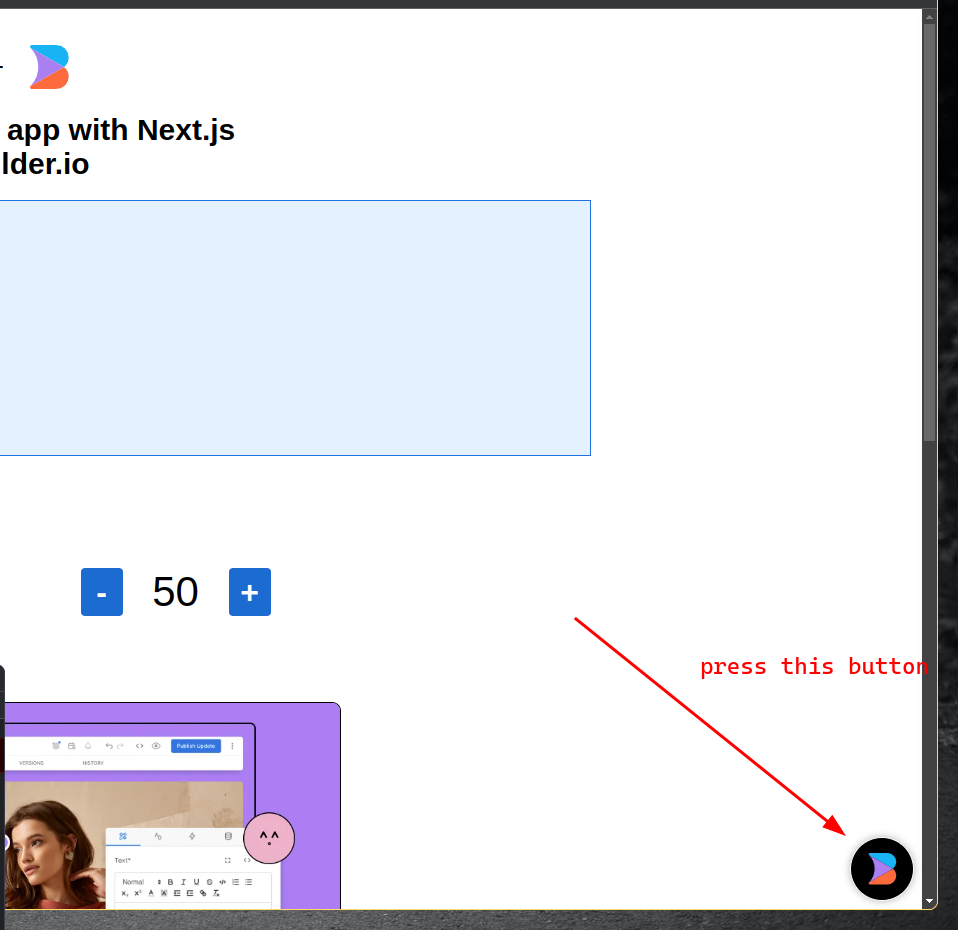 app with Next.js
lder.io
- 50 +
press this button
Publish Update
VERSIONS HISTORY
Text*
Normal B I U S